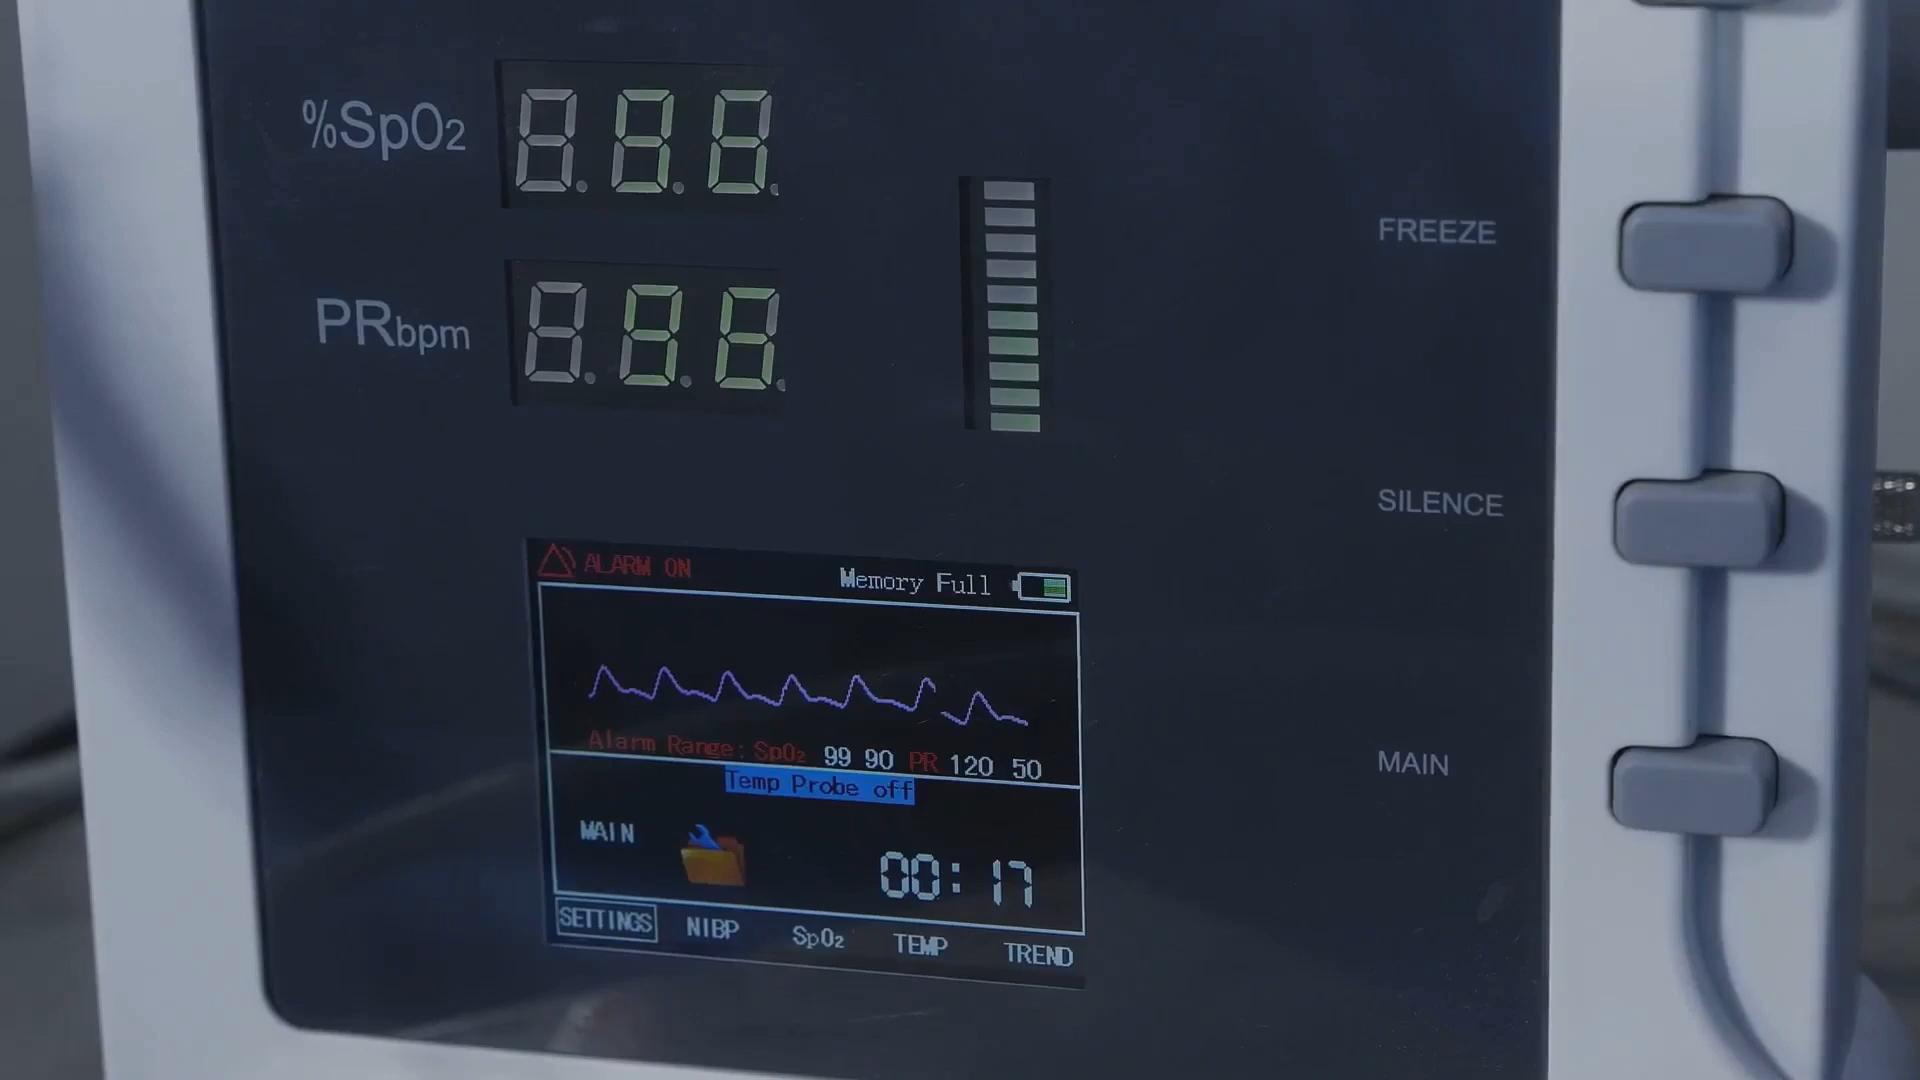 %SpO2
PRbpm
FREEZE
SILENCE
MAIN
ALARM ON
Memory Full
Alarm Range: SpO2 99 90 PR 120 50
Temp Probe off
MAIN
00:17
SETTINGS NIBP SpO2 TEMP TREND